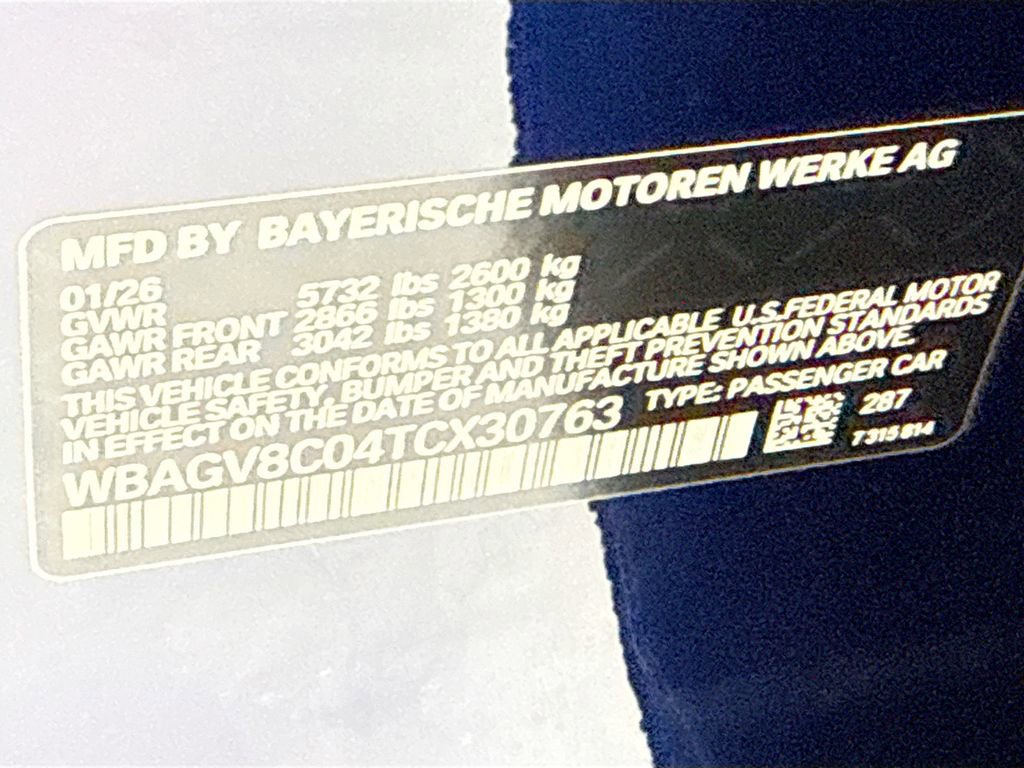 MFD BY BAYERISCHE MOTOREN WERKE AG
01/26
GVWR 5732 lbs 2600 kg
GAWR FRONT 2866 lbs 1300 kg
GAWR REAR 3042 lbs 1380 kg
THIS VEHICLE CONFORMS TO ALL APPLICABLE U.S.FEDERAL MOTOR
VEHICLE SAFETY, BUMPER AND THEFT PREVENTION STANDARDS
IN EFFECT ON THE DATE OF MANUFACTURE SHOWN ABOVE.
WBAGV8C04TCX30763 TYPE: PASSENGER CAR
287
7315814